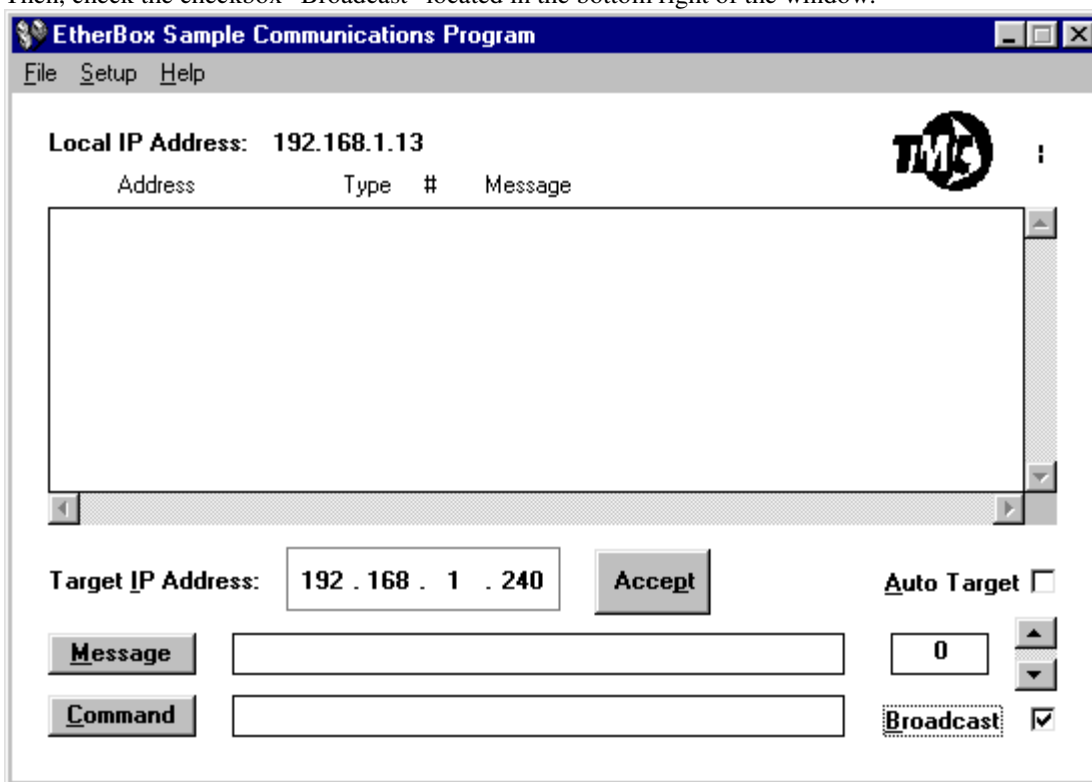 Then, check the checkbox "Broadcast" located in the bottom right of the window.
EtherBox Sample Communications Program
File Setup Help
Local IP Address: 192.168.1.13
TMC
Address Type # Message
Target IP Address: 192 . 168 . 1 . 240 Accept Auto Target
Message 0
Command Broadcast